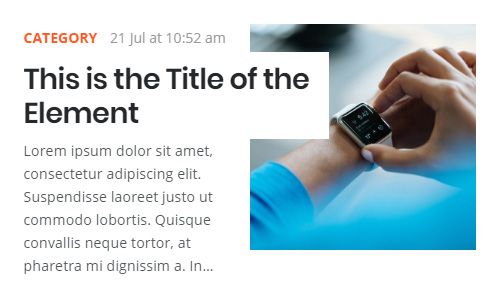 CATEGORY 21 Jul at 10:52 am
This is the Title of the
Element
Lorem ipsum dolor sit amet,
consectetur adipiscing elit.
Suspendisse laoreet justo ut
commodo lobortis. Quisque
convallis neque tortor, at
pharetra mi dignissim a. In...